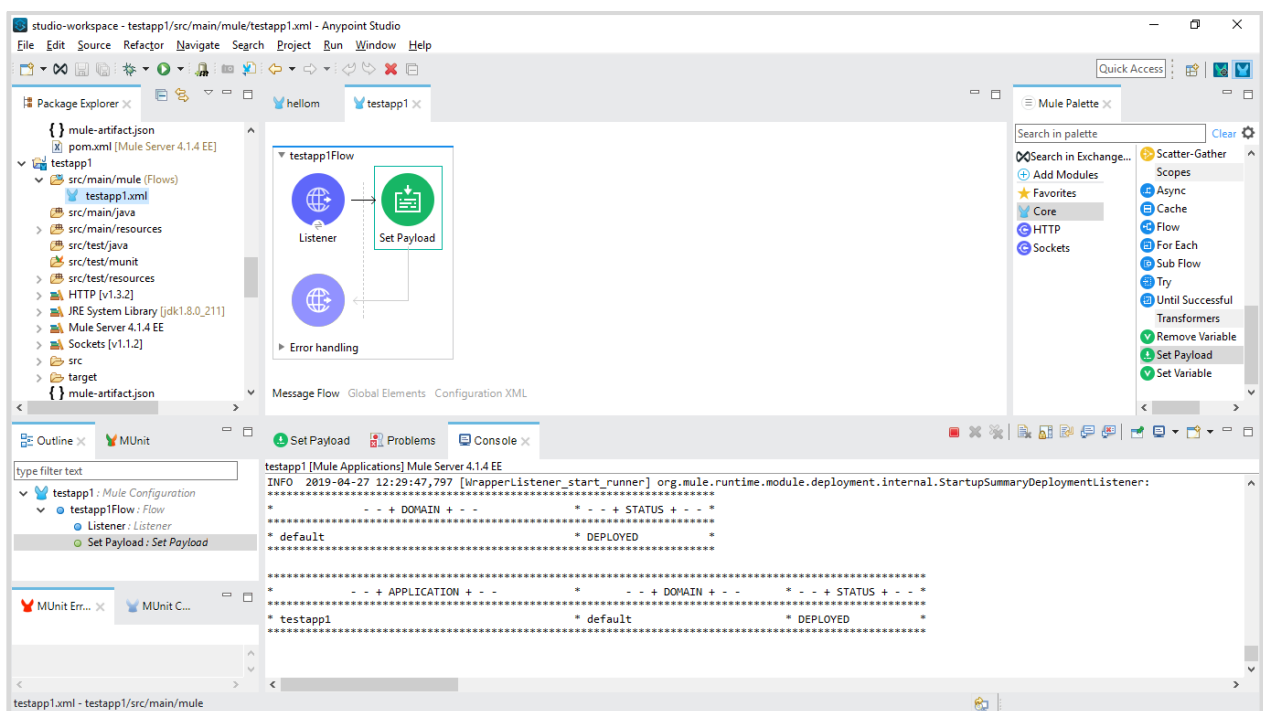 studio-workspace - testapp1/src/main/mule/testapp1.xml - Anypoint Studio
File Edit Source Refactor Navigate Search Project Run Window Help
Quick Access
Package Explorer
{ } mule-artifact.json
pom.xml [Mule Server 4.1.4 EE]
testapp1
src/main/mule (Flows)
testapp1.xml
src/main/java
src/main/resources
src/test/java
src/test/munit
src/test/resources
HTTP [v1.3.2]
JRE System Library [jdk1.8.0_211]
Mule Server 4.1.4 EE
Sockets [v1.1.2]
src
target
{ } mule-artifact.json
hellom
testapp1
testapp1Flow
Listener
Set Payload
Error handling
Message Flow Global Elements Configuration XML
Mule Palette
Search in palette
Clear
Search in Exchange...
Add Modules
Favorites
Core
HTTP
Sockets
Scatter-Gather
Scopes
Async
Cache
Flow
For Each
Sub Flow
Try
Until Successful
Transformers
Remove Variable
Set Payload
Set Variable
Outline
MUnit
type filter text
testapp1 : Mule Configuration
testapp1Flow : Flow
Listener : Listener
Set Payload : Set Payload
MUnit Err...
MUnit C...
Set Payload
Problems
Console
testapp1 [Mule Applications] Mule Server 4.1.4 EE
INFO 2019-04-27 12:29:47,797 [WrapperListener_start_runner] org.mule.runtime.module.deployment.internal.StartupSummaryDeploymentListener:
**********************************************************************
* - - + DOMAIN + - - * - - + STATUS + - - *
**********************************************************************
* default * DEPLOYED *
**********************************************************************
*******************************************************************************************************
* - - + APPLICATION + - - * - - + DOMAIN + - - * - - + STATUS + - - *
*******************************************************************************************************
* testapp1 * default * DEPLOYED *
*******************************************************************************************************
testapp1.xml - testapp1/src/main/mule